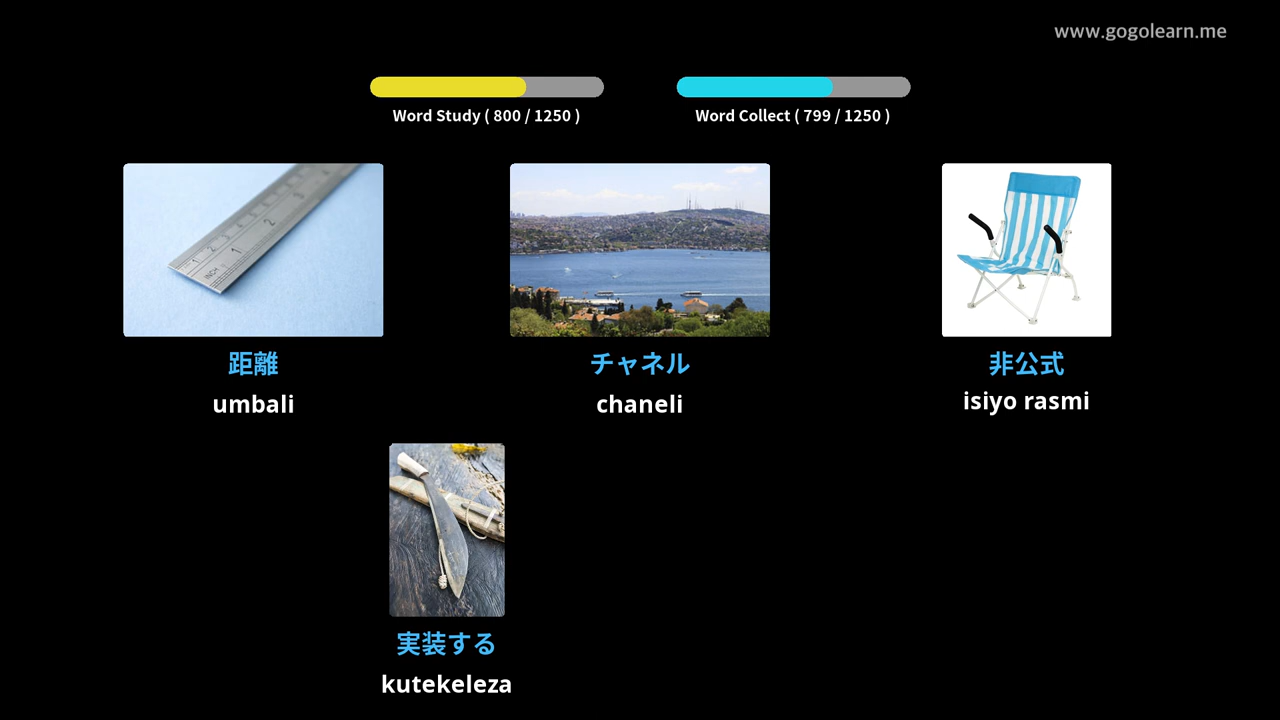 www.gogolearn.me
Word Study ( 800 / 1250 )
Word Collect ( 799 / 1250 )
距離
umbali
チャネル
chaneli
非公式
isiyo rasmi
実装する
kutekeleza